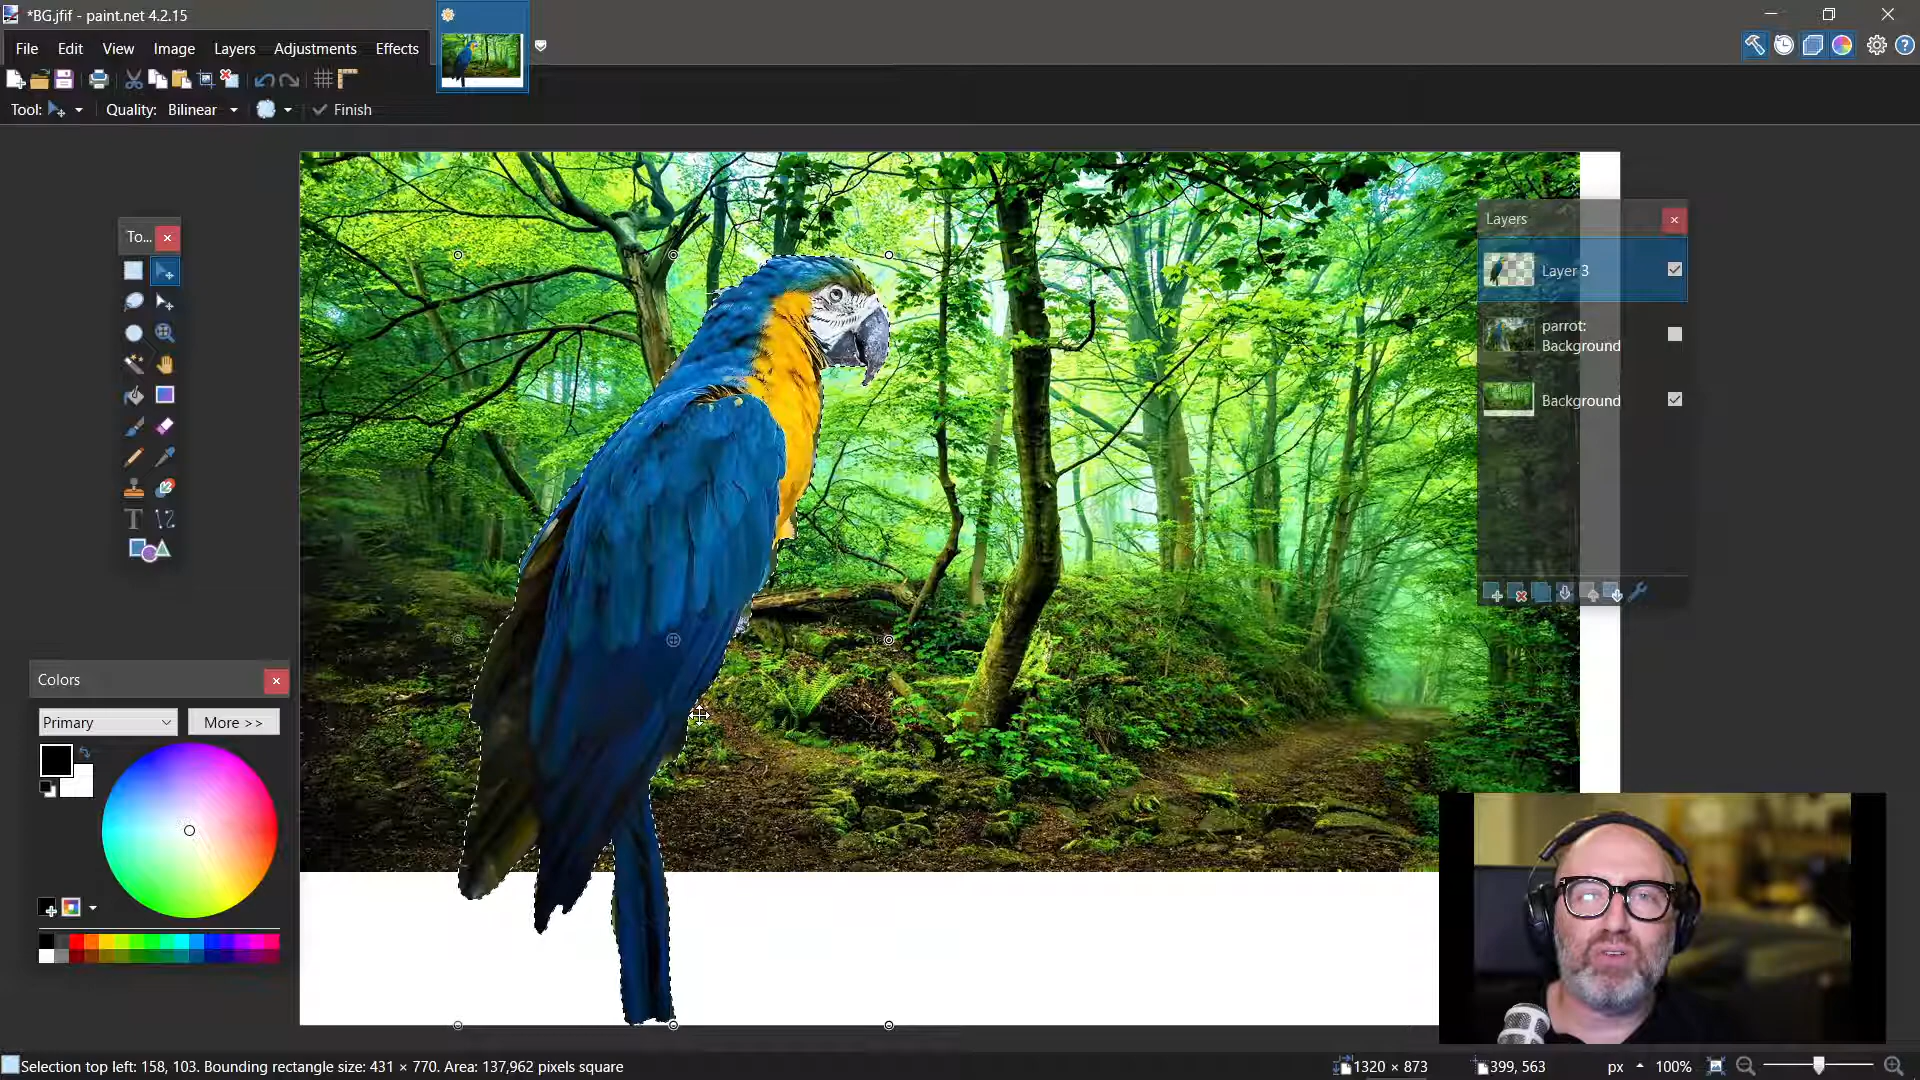 *BG.jfif - paint.net 4.2.15
File Edit View Image Layers Adjustments Effects
Tool: Quality: Bilinear Finish
To...
Layers
Layer 3
parrot:
Background
Background
Colors
Primary More >>
Selection top left: 158, 103. Bounding rectangle size: 431 × 770. Area: 137,962 pixels square
1320 × 873
399, 563
px
100%